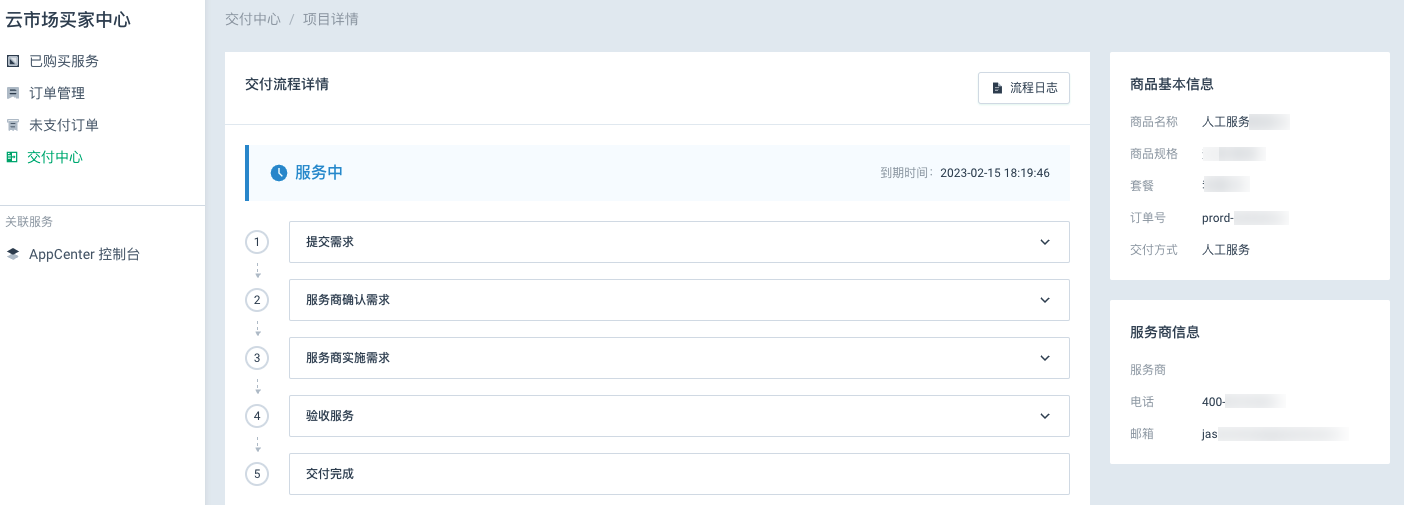 云市场买家中心
已购买服务
订单管理
未支付订单
交付中心
关联服务
AppCenter 控制台
交付中心 / 项目详情
交付流程详情
流程日志
服务中
到期时间：2023-02-15 18:19:46
1 提交需求
2 服务商确认需求
3 服务商实施需求
4 验收服务
5 交付完成
商品基本信息
商品名称 人工服务
商品规格
套餐
订单号 prord-
交付方式 人工服务
服务商信息
服务商
电话 400-
邮箱 jas